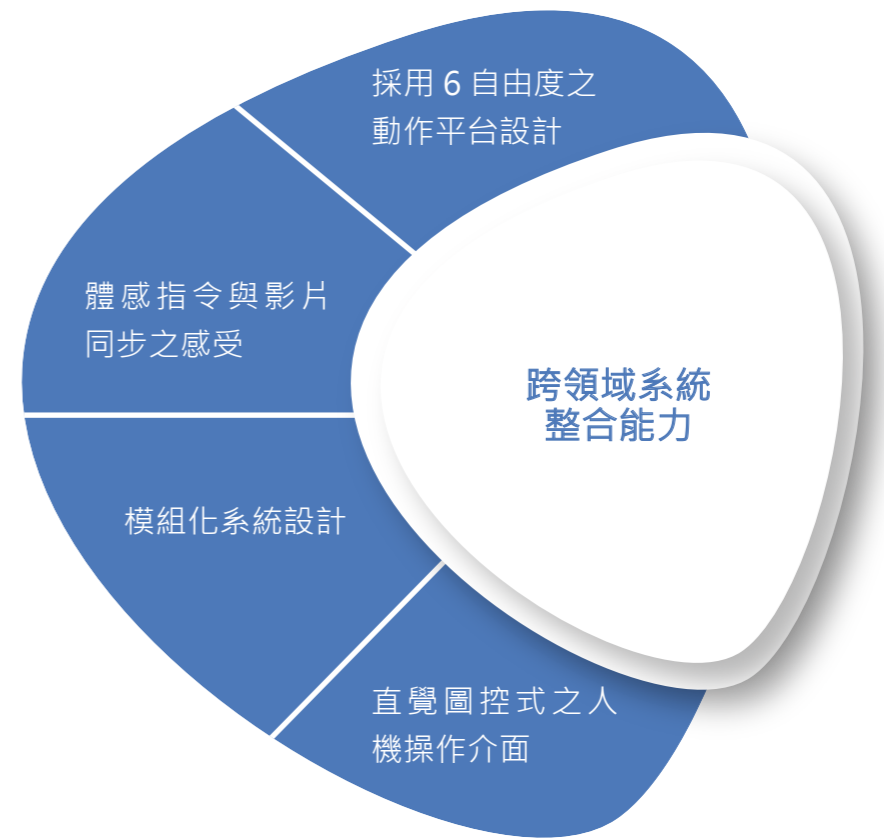 採用 6 自由度之
動作平台設計
體感指令與影片
同步之感受
跨領域系統
整合能力
模組化系統設計
直覺圖控式之人
機操作介面